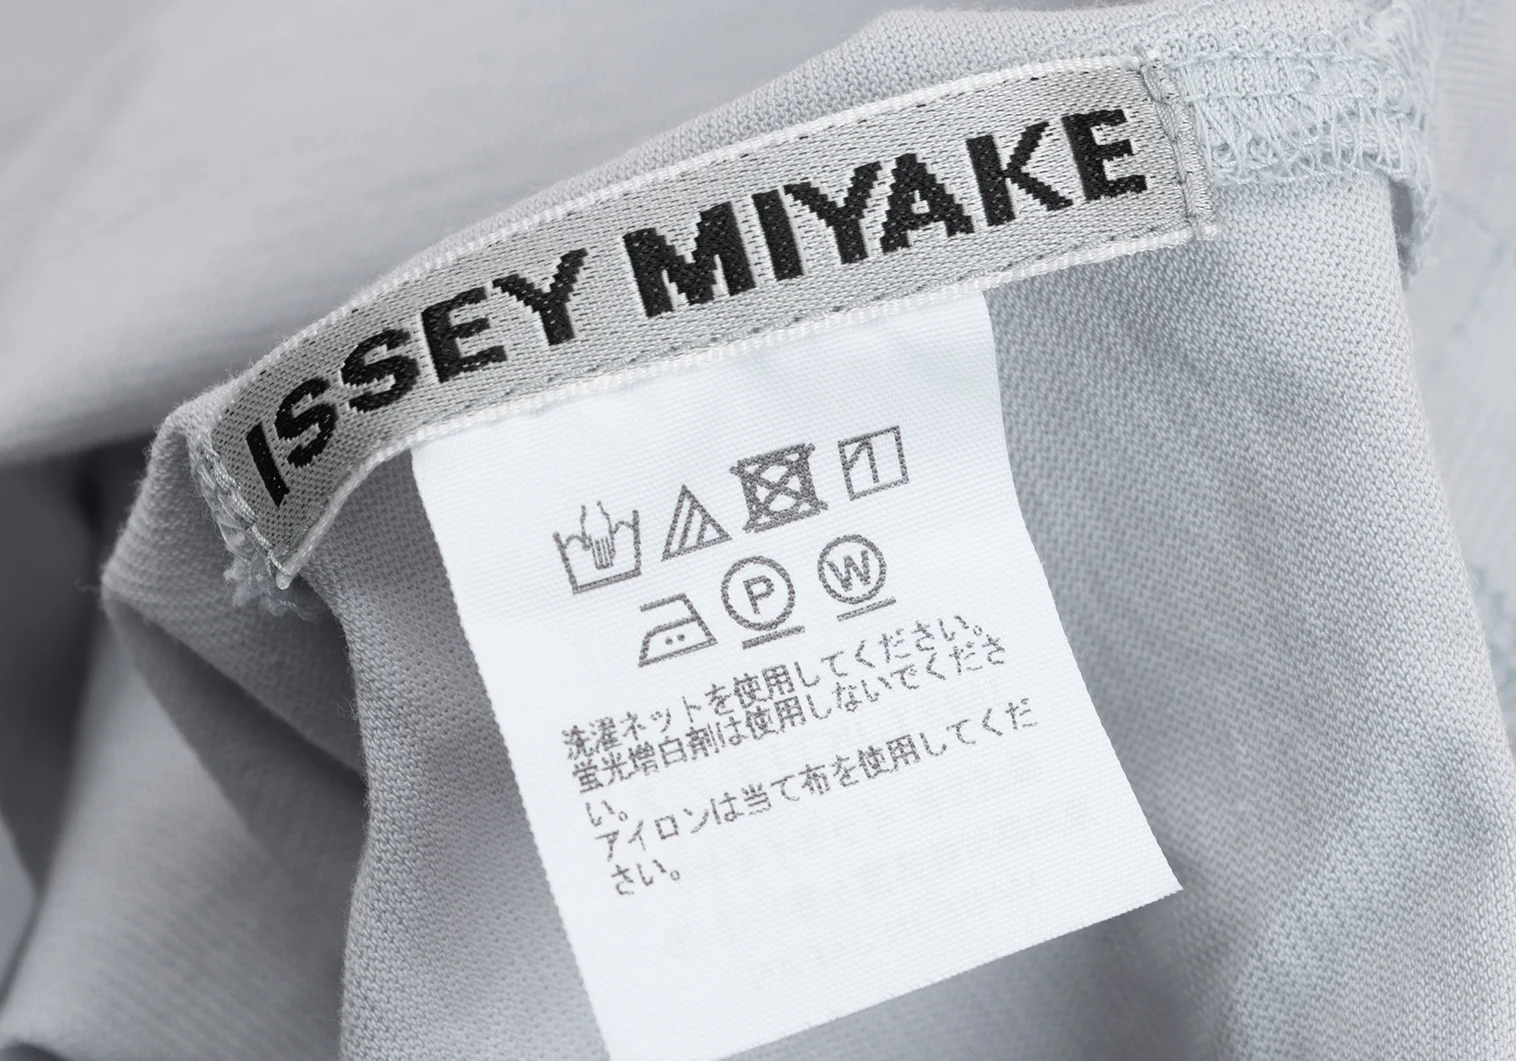 ISSEY MIYAKE
P W
洗濯ネットを使用してください。
蛍光増白剤は使用しないでくださ
い。
アイロンは当て布を使用してくだ
さい。